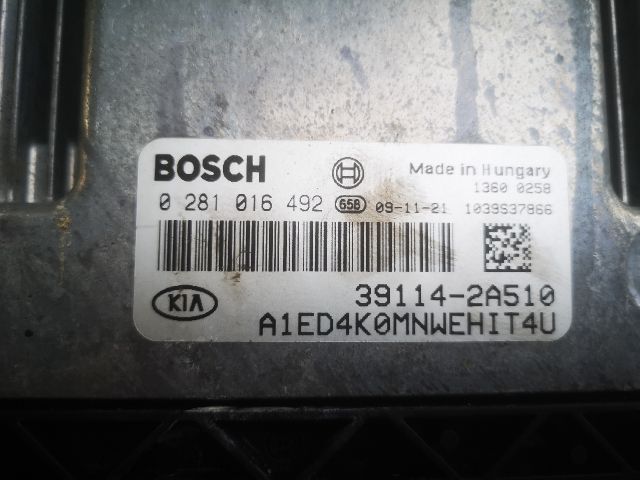 BOSCH Made in Hungary
1360 0258
0 281 016 492 658 09-11-21 1039S37866
KIA 39114-2A510
A1ED4K0MNWEHIT4U